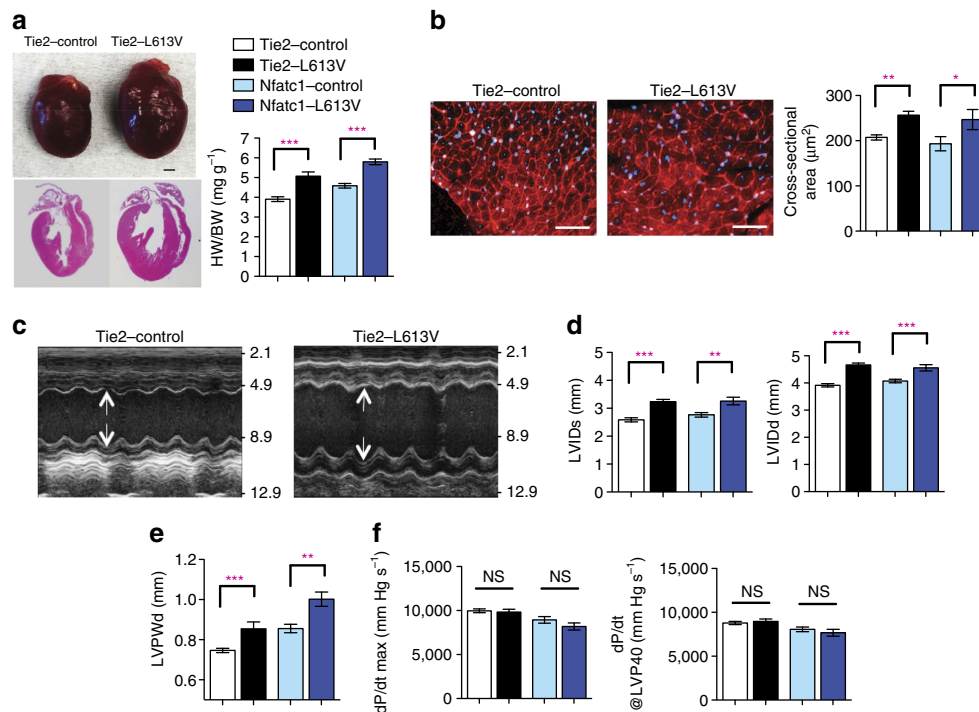 a
Tie2–control
Tie2–L613V
Tie2–control
Tie2–L613V
Nfatc1–control
Nfatc1–L613V
HW/BW (mg g⁻¹)
7
6
5
4
3
2
1
0
***
***
b
Tie2–control
Tie2–L613V
Cross-sectional
area (μm²)
300
200
100
0
**
*
c
Tie2–control
Tie2–L613V
2.1
4.9
8.9
12.9
2.1
4.9
8.9
12.9
d
LVIDs (mm)
5
4
3
2
1
0
***
**
LVIDd (mm)
5
4
3
2
1
0
***
***
e
LVPWd (mm)
1.2
1.0
0.8
0.6
***
**
f
dP/dt max (mm Hg s⁻¹)
15,000
10,000
5,000
0
NS
NS
dP/dt
@LVP40 (mm Hg s⁻¹)
15,000
10,000
5,000
0
NS
NS